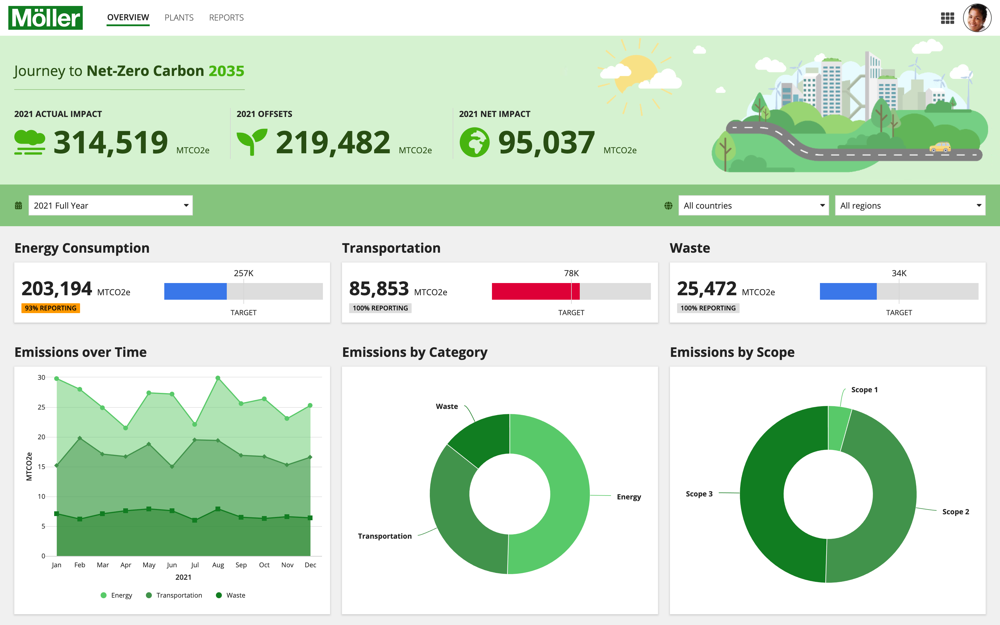 Möller
OVERVIEW PLANTS REPORTS
Journey to Net-Zero Carbon 2035
2021 ACTUAL IMPACT
314,519 MTCO2e
2021 OFFSETS
219,482 MTCO2e
2021 NET IMPACT
95,037 MTCO2e
2021 Full Year
All countries
All regions
Energy Consumption
203,194 MTCO2e
93% REPORTING
257K
TARGET
Transportation
85,853 MTCO2e
100% REPORTING
78K
TARGET
Waste
25,472 MTCO2e
100% REPORTING
34K
TARGET
Emissions over Time
MTCO2e
30
25
20
15
10
5
0
Jan Feb Mar Apr May Jun Jul Aug Sep Oct Nov Dec
2021
Energy Transportation Waste
Emissions by Category
Waste
Energy
Transportation
Emissions by Scope
Scope 1
Scope 3
Scope 2